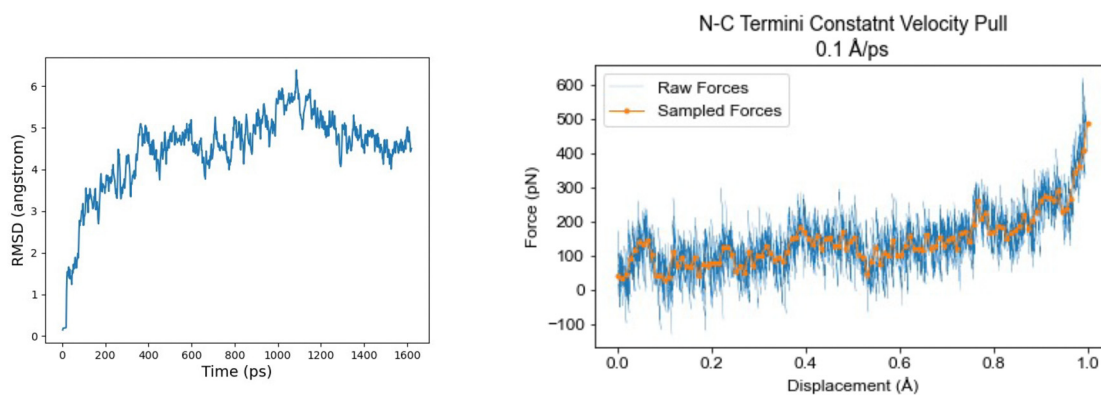 RMSD (angstrom)
6
5
4
3
2
1
0
0 200 400 600 800 1000 1200 1400 1600
Time (ps)
N-C Termini Constatnt Velocity Pull
0.1 Å/ps
Raw Forces
Sampled Forces
Force (pN)
600
500
400
300
200
100
0
−100
0.0 0.2 0.4 0.6 0.8 1.0
Displacement (Å)